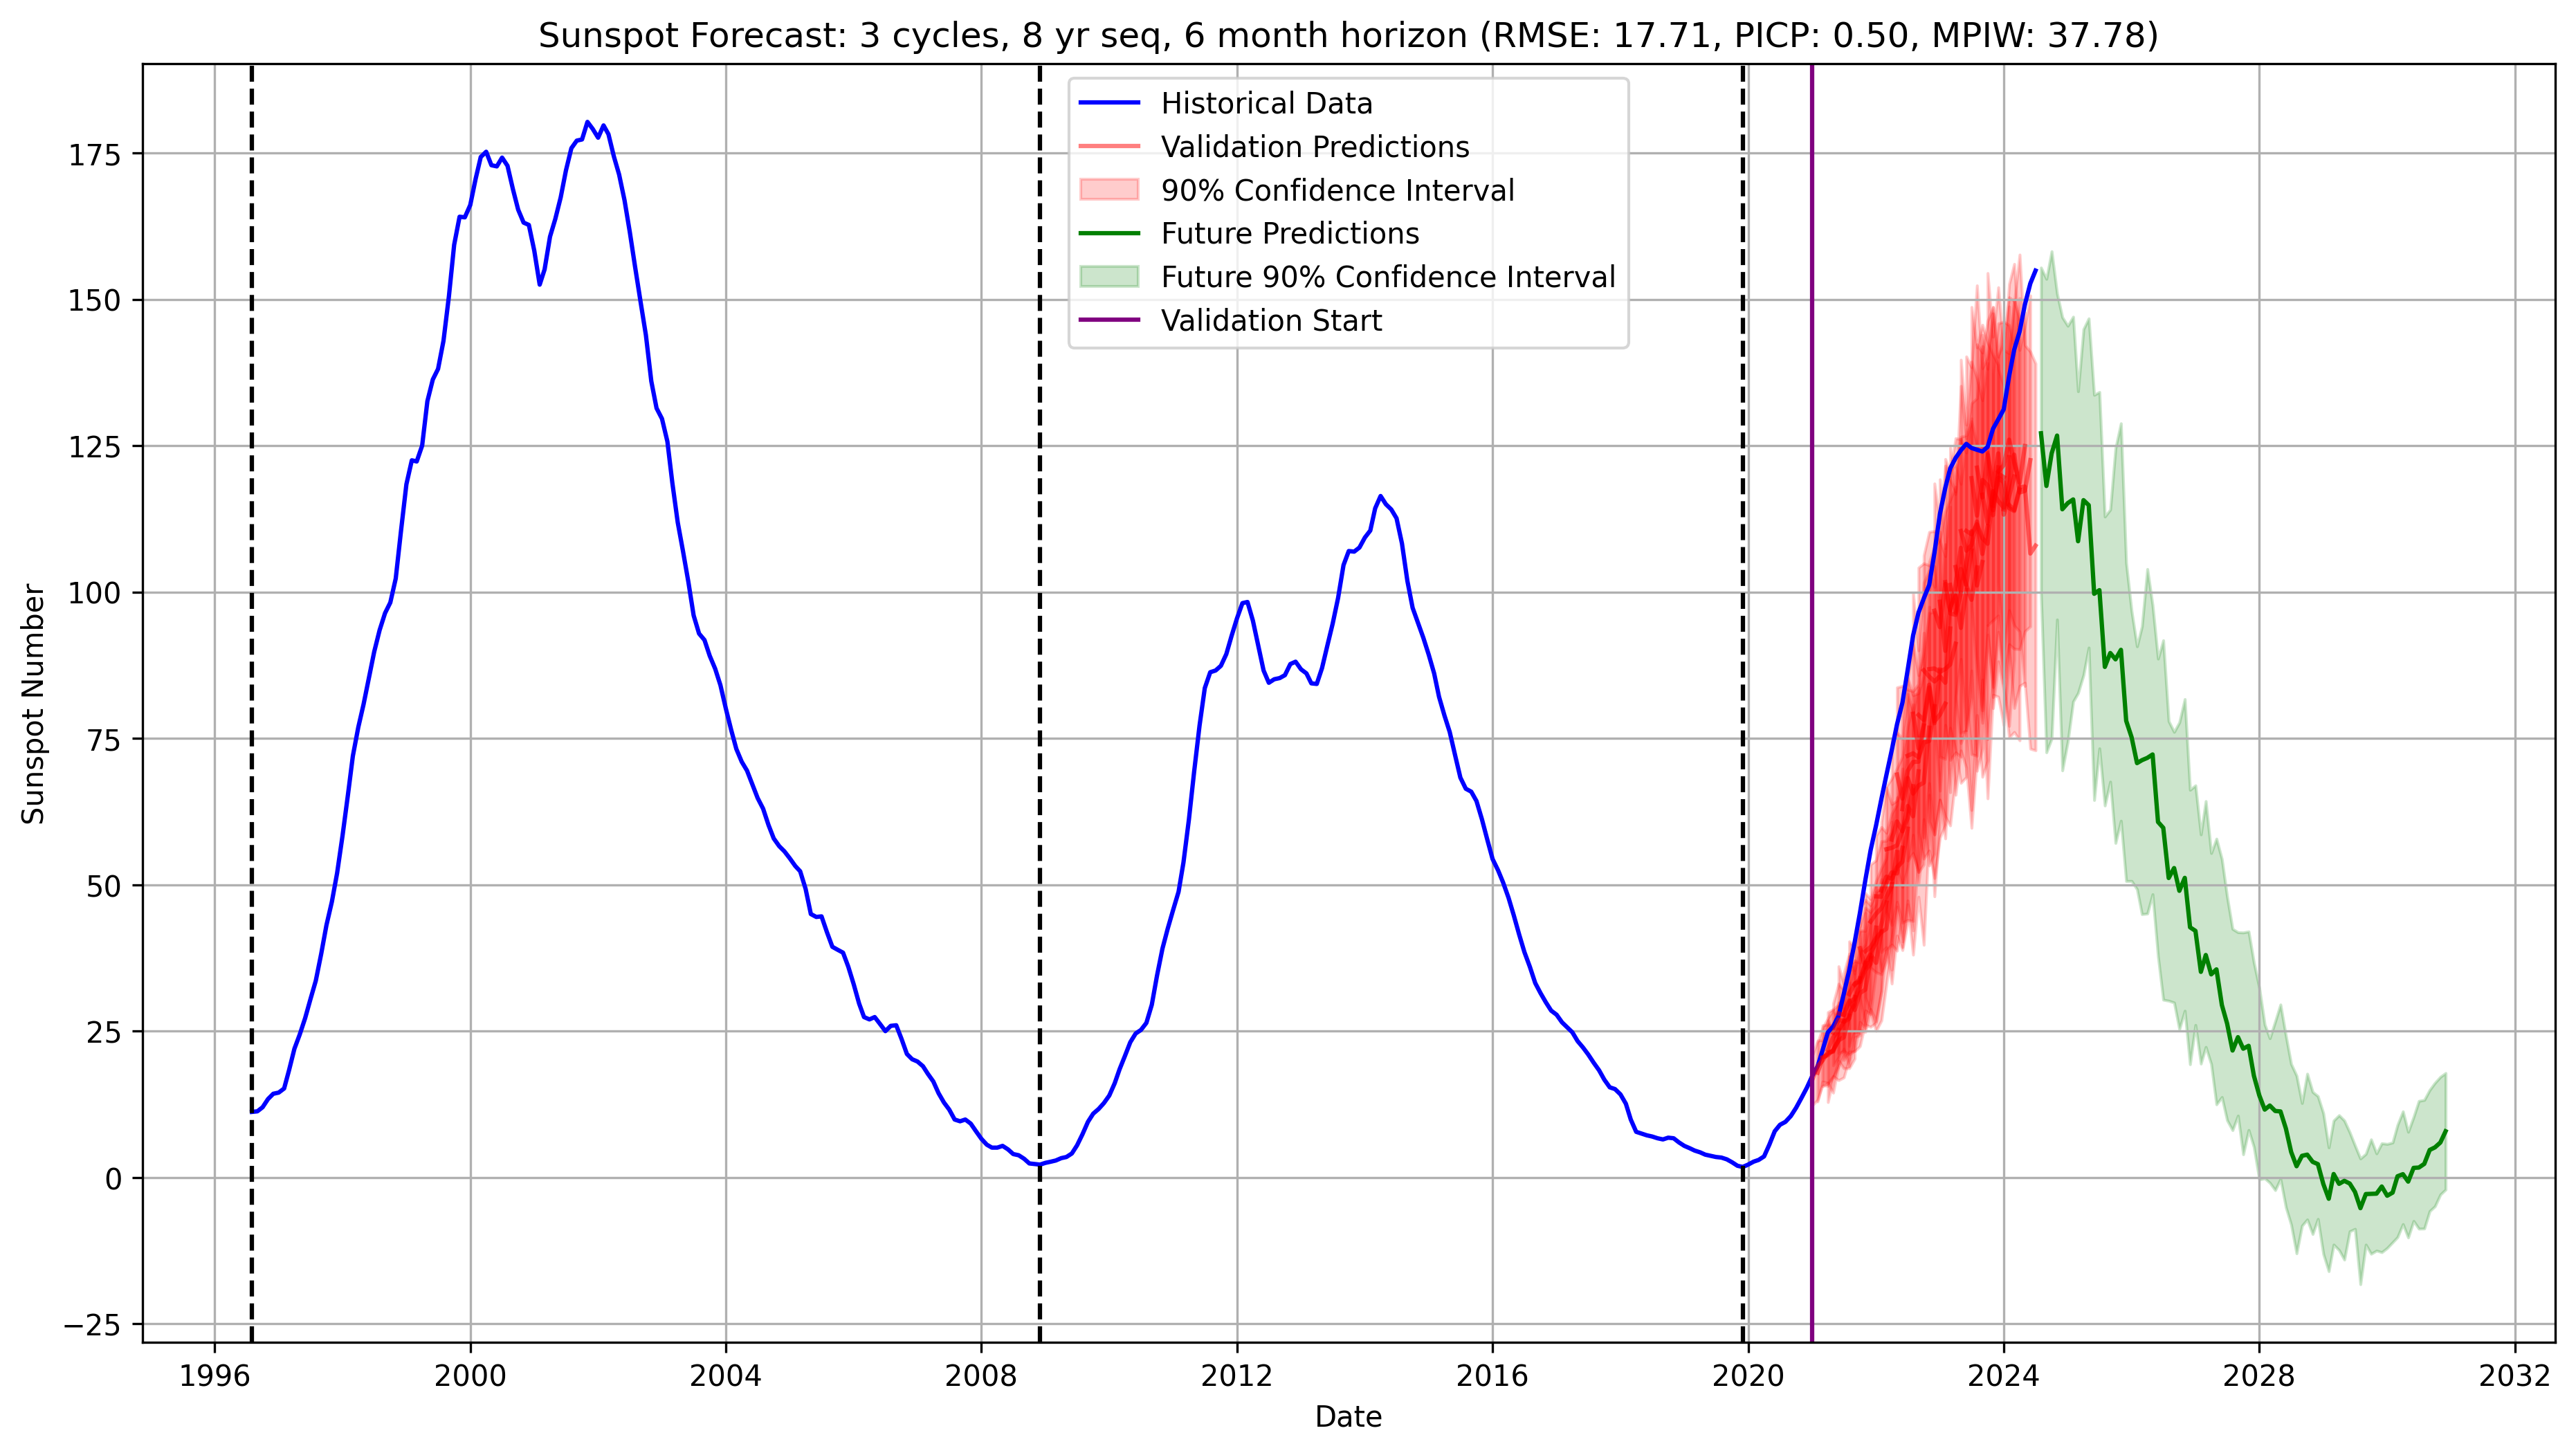 Sunspot Forecast: 3 cycles, 8 yr seq, 6 month horizon (RMSE: 17.71, PICP: 0.50, MPIW: 37.78)
Historical Data
Validation Predictions
90% Confidence Interval
Future Predictions
Future 90% Confidence Interval
Validation Start
Sunspot Number
175
150
125
100
75
50
25
0
−25
1996 2000 2004 2008 2012 2016 2020 2024 2028 2032
Date